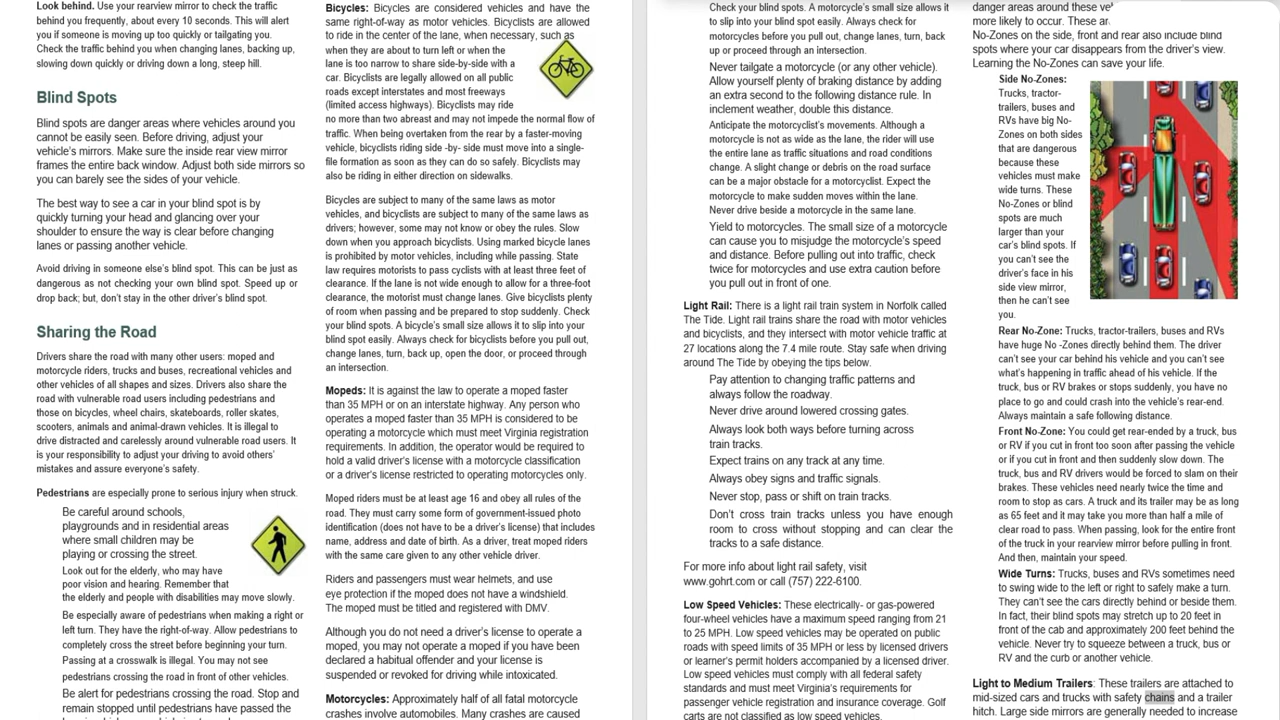 Look behind. Use your rearview mirror to check the traffic
behind you frequently, about every 10 seconds. This will alert
you if someone is moving up too quickly or tailgating you.
Check the traffic behind you when changing lanes, backing up,
slowing down quickly or driving down a long, steep hill.
Blind Spots
Blind spots are danger areas where vehicles around you
cannot be easily seen. Before driving, adjust your
vehicle's mirrors. Make sure the inside rear view mirror
frames the entire back window. Adjust both side mirrors so
you can barely see the sides of your vehicle.
The best way to see a car in your blind spot is by
quickly turning your head and glancing over your
shoulder to ensure the way is clear before changing
lanes or passing another vehicle.
Avoid driving in someone else's blind spot. This can be just as
dangerous as not checking your own blind spot. Speed up or
drop back; but, don't stay in the other driver's blind spot.
Sharing the Road
Drivers share the road with many other users: moped and
motorcycle riders, trucks and buses, recreational vehicles and
other vehicles of all shapes and sizes. Drivers also share the
road with vulnerable road users including pedestrians and
those on bicycles, wheel chairs, skateboards, roller skates,
scooters, animals and animal-drawn vehicles. It is illegal to
drive distracted and carelessly around vulnerable road users. It
is your responsibility to adjust your driving to avoid others'
mistakes and assure everyone's safety.
Pedestrians are especially prone to serious injury when struck.
Be careful around schools,
playgrounds and in residential areas
where small children may be
playing or crossing the street.
Look out for the elderly, who may have
poor vision and hearing. Remember that
the elderly and people with disabilities may move slowly.
Be especially aware of pedestrians when making a right or
left turn. They have the right-of-way. Allow pedestrians to
completely cross the street before beginning your turn.
Passing at a crosswalk is illegal. You may not see
pedestrians crossing the road in front of other vehicles.
Be alert for pedestrians crossing the road. Stop and
remain stopped until pedestrians have passed the
Bicycles: Bicycles are considered vehicles and have the
same right-of-way as motor vehicles. Bicyclists are allowed
to ride in the center of the lane, when necessary, such as
when they are about to turn left or when the
lane is too narrow to share side-by-side with a
car. Bicyclists are legally allowed on all public
roads except interstates and most freeways
(limited access highways). Bicyclists may ride
no more than two abreast and may not impede the normal flow of
traffic. When being overtaken from the rear by a faster-moving
vehicle, bicyclists riding side -by- side must move into a single-
file formation as soon as they can do so safely. Bicyclists may
also be riding in either direction on sidewalks.
Bicycles are subject to many of the same laws as motor
vehicles, and bicyclists are subject to many of the same laws as
drivers; however, some may not know or obey the rules. Slow
down when you approach bicyclists. Using marked bicycle lanes
is prohibited by motor vehicles, including while passing. State
law requires motorists to pass cyclists with at least three feet of
clearance. If the lane is not wide enough to allow for a three-foot
clearance, the motorist must change lanes. Give bicyclists plenty
of room when passing and be prepared to stop suddenly. Check
your blind spots. A bicycle's small size allows it to slip into your
blind spot easily. Always check for bicyclists before you pull out,
change lanes, turn, back up, open the door, or proceed through
an intersection.
Mopeds: It is against the law to operate a moped faster
than 35 MPH or on an interstate highway. Any person who
operates a moped faster than 35 MPH is considered to be
operating a motorcycle which must meet Virginia registration
requirements. In addition, the operator would be required to
hold a valid driver's license with a motorcycle classification
or a driver's license restricted to operating motorcycles only.
Moped riders must be at least age 16 and obey all rules of the
road. They must carry some form of government-issued photo
identification (does not have to be a driver's license) that includes
name, address and date of birth. As a driver, treat moped riders
with the same care given to any other vehicle driver.
Riders and passengers must wear helmets, and use
eye protection if the moped does not have a windshield.
The moped must be titled and registered with DMV.
Although you do not need a driver's license to operate a
moped, you may not operate a moped if you have been
declared a habitual offender and your license is
suspended or revoked for driving while intoxicated.
Motorcycles: Approximately half of all fatal motorcycle
crashes involve automobiles. Many crashes are caused
Check your blind spots. A motorcycle's small size allows it
to slip into your blind spot easily. Always check for
motorcycles before you pull out, change lanes, turn, back
up or proceed through an intersection.
Never tailgate a motorcycle (or any other vehicle).
Allow yourself plenty of braking distance by adding
an extra second to the following distance rule. In
inclement weather, double this distance.
Anticipate the motorcyclist's movements. Although a
motorcycle is not as wide as the lane, the rider will use
the entire lane as traffic situations and road conditions
change. A slight change or debris on the road surface
can be a major obstacle for a motorcyclist. Expect the
motorcycle to make sudden moves within the lane.
Never drive beside a motorcycle in the same lane.
Yield to motorcycles. The small size of a motorcycle
can cause you to misjudge the motorcycle's speed
and distance. Before pulling out into traffic, check
twice for motorcycles and use extra caution before
you pull out in front of one.
Light Rail: There is a light rail train system in Norfolk called
The Tide. Light rail trains share the road with motor vehicles
and bicyclists, and they intersect with motor vehicle traffic at
27 locations along the 7.4 mile route. Stay safe when driving
around The Tide by obeying the tips below.
Pay attention to changing traffic patterns and
always follow the roadway.
Never drive around lowered crossing gates.
Always look both ways before turning across
train tracks.
Expect trains on any track at any time.
Always obey signs and traffic signals.
Never stop, pass or shift on train tracks.
Don't cross train tracks unless you have enough
room to cross without stopping and can clear the
tracks to a safe distance.
For more info about light rail safety, visit
www.gohrt.com or call (757) 222-6100.
Low Speed Vehicles: These electrically- or gas-powered
four-wheel vehicles have a maximum speed ranging from 21
to 25 MPH. Low speed vehicles may be operated on public
roads with speed limits of 35 MPH or less by licensed drivers
or learner's permit holders accompanied by a licensed driver.
Low speed vehicles must comply with all federal safety
standards and must meet Virginia's requirements for
passenger vehicle registration and insurance coverage. Golf
carts are not classified as low speed vehicles.
danger areas around these
more likely to occur. These
No-Zones on the side, front and rear also include blind
spots where your car disappears from the driver's view.
Learning the No-Zones can save your life.
Side No-Zones:
Trucks, tractor-
trailers, buses and
RVs have big No-
Zones on both sides
that are dangerous
because these
vehicles must make
wide turns. These
No-Zones or blind
spots are much
larger than your
car's blind spots. If
you can't see the
driver's face in his
side view mirror,
then he can't see
you.
Rear No-Zone: Trucks, tractor-trailers, buses and RVs
have huge No -Zones directly behind them. The driver
can't see your car behind his vehicle and you can't see
what's happening in traffic ahead of his vehicle. If the
truck, bus or RV brakes or stops suddenly, you have no
place to go and could crash into the vehicle's rear-end.
Always maintain a safe following distance.
Front No-Zone: You could get rear-ended by a truck, bus
or RV if you cut in front too soon after passing the vehicle
or if you cut in front and then suddenly slow down. The
truck, bus and RV drivers would be forced to slam on their
brakes. These vehicles need nearly twice the time and
room to stop as cars. A truck and its trailer may be as long
as 65 feet and it may take you more than half a mile of
clear road to pass. When passing, look for the entire front
of the truck in your rearview mirror before pulling in front.
And then, maintain your speed.
Wide Turns: Trucks, buses and RVs sometimes need
to swing wide to the left or right to safely make a turn.
They can't see the cars directly behind or beside them.
In fact, their blind spots may stretch up to 20 feet in
front of the cab and approximately 200 feet behind the
vehicle. Never try to squeeze between a truck, bus or
RV and the curb or another vehicle.
Light to Medium Trailers: These trailers are attached to
mid-sized cars and trucks with safety chains and a trailer
hitch. Large side mirrors are generally needed to increase